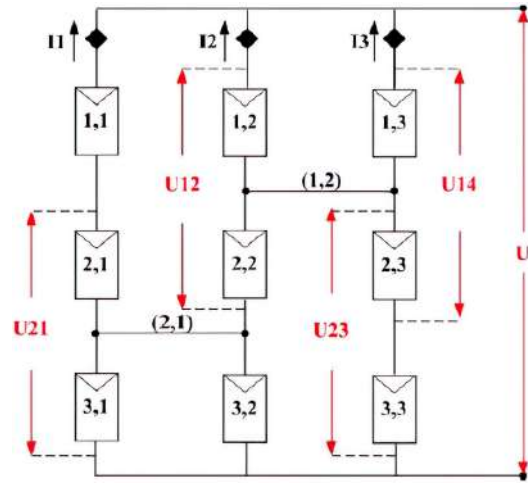 I1 I2 I3
1,1 1,2 1,3
U12 (1,2) U14
U
2,1 2,2 2,3
U21 (2,1) U23
3,1 3,2 3,3